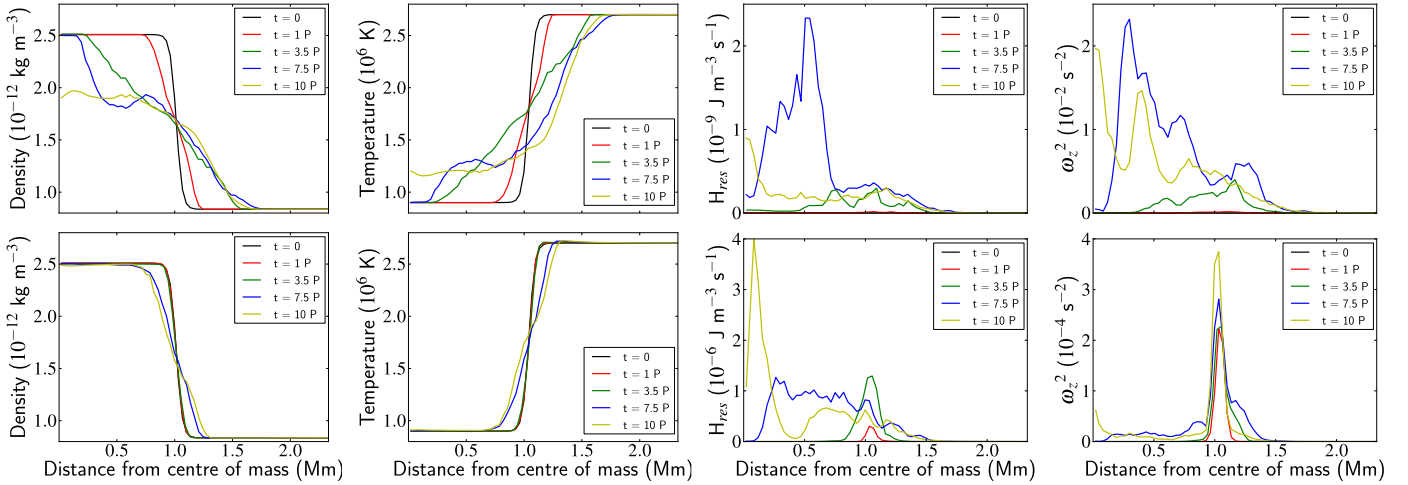 Density (10⁻¹² kg m⁻³)
2.5
2.0
1.5
1.0
t = 0
t = 1 P
t = 3.5 P
t = 7.5 P
t = 10 P
Temperature (10⁶ K)
2.5
2.0
1.5
1.0
t = 0
t = 1 P
t = 3.5 P
t = 7.5 P
t = 10 P
H_res (10⁻⁹ J m⁻³ s⁻¹)
2
1
0
t = 0
t = 1 P
t = 3.5 P
t = 7.5 P
t = 10 P
ω_z² (10⁻² s⁻²)
2
1
0
t = 0
t = 1 P
t = 3.5 P
t = 7.5 P
t = 10 P
Density (10⁻¹² kg m⁻³)
2.5
2.0
1.5
1.0
t = 0
t = 1 P
t = 3.5 P
t = 7.5 P
t = 10 P
0.5 1.0 1.5 2.0
Distance from centre of mass (Mm)
Temperature (10⁶ K)
2.5
2.0
1.5
1.0
t = 0
t = 1 P
t = 3.5 P
t = 7.5 P
t = 10 P
0.5 1.0 1.5 2.0
Distance from centre of mass (Mm)
H_res (10⁻⁶ J m⁻³ s⁻¹)
4
3
2
1
0
t = 0
t = 1 P
t = 3.5 P
t = 7.5 P
t = 10 P
0.5 1.0 1.5 2.0
Distance from centre of mass (Mm)
ω_z² (10⁻⁴ s⁻²)
4
3
2
1
0
t = 0
t = 1 P
t = 3.5 P
t = 7.5 P
t = 10 P
0.5 1.0 1.5 2.0
Distance from centre of mass (Mm)